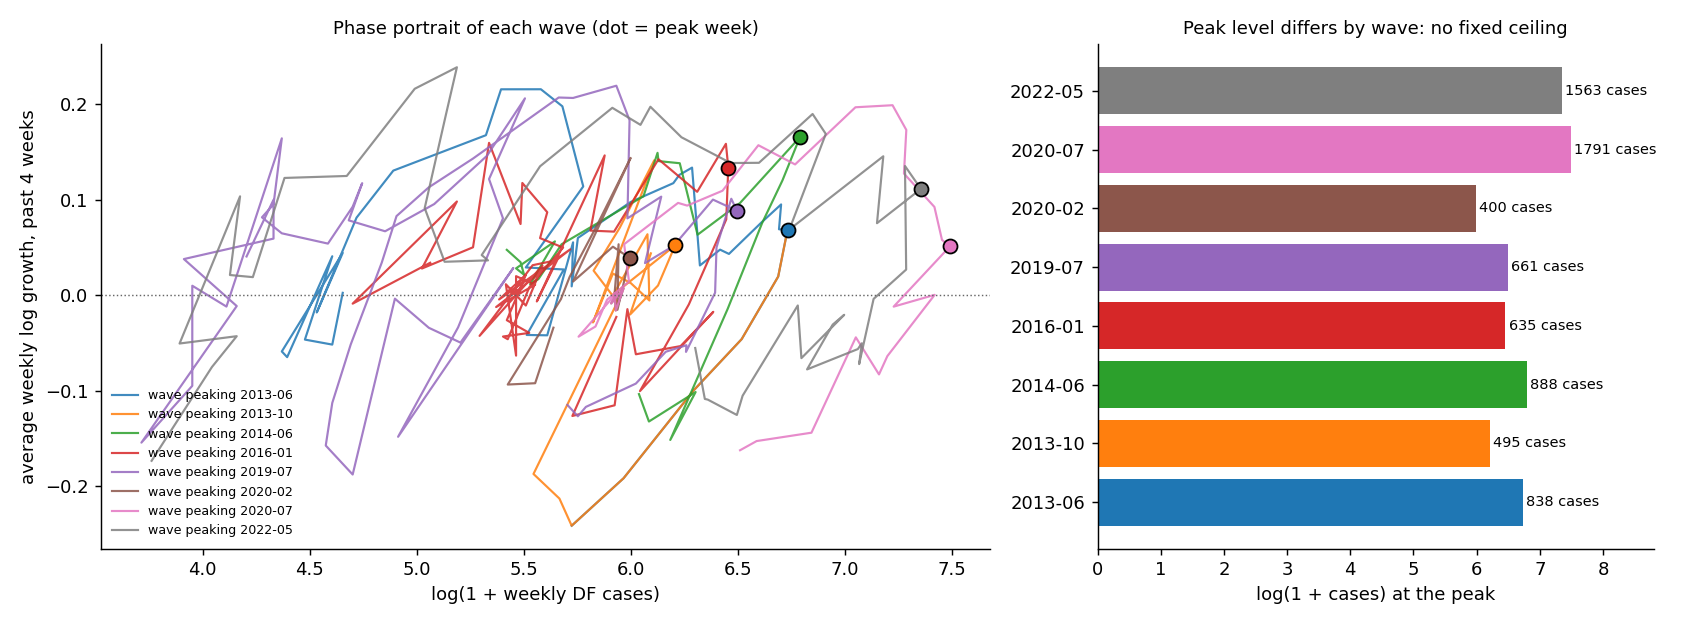 Phase portrait of each wave (dot = peak week)
average weekly log growth, past 4 weeks
0.2
0.1
0.0
−0.1
−0.2
wave peaking 2013-06
wave peaking 2013-10
wave peaking 2014-06
wave peaking 2016-01
wave peaking 2019-07
wave peaking 2020-02
wave peaking 2020-07
wave peaking 2022-05
4.0 4.5 5.0 5.5 6.0 6.5 7.0 7.5
log(1 + weekly DF cases)
Peak level differs by wave: no fixed ceiling
2022-05 1563 cases
2020-07 1791 cases
2020-02 400 cases
2019-07 661 cases
2016-01 635 cases
2014-06 888 cases
2013-10 495 cases
2013-06 838 cases
0 1 2 3 4 5 6 7 8
log(1 + cases) at the peak